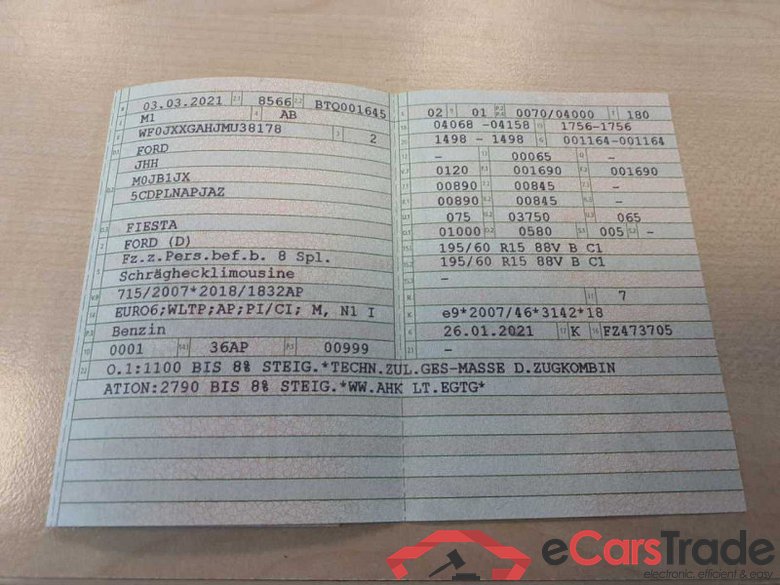 03.03.2021 8566 BTQ001645
M1 AB
WF0JXXGAHJMU38178 2
FORD
JHH
M0JB1JX
5CDPLNAPJAZ
FIESTA
FORD (D)
Fz.z.Pers.bef.b. 8 Spl.
Schräghecklimousine
715/2007*2018/1832AP
EURO6;WLTP;AP;PI/CI; M, N1 I
Benzin
0001 36AP 00999
02 01 0070/04000 180
04068 -04158 1756-1756
1498 - 1498 001164-001164
- 00065 -
0120 001690 001690
00890 00845 -
00890 00845 -
075 03750 065
01000 0580 005 -
195/60 R15 88V B C1
195/60 R15 88V B C1
-
7
e9*2007/46*3142*18
26.01.2021 K FZ473705
-
O.1:1100 BIS 8% STEIG.*TECHN.ZUL.GES-MASSE D.ZUGKOMBIN
ATION:2790 BIS 8% STEIG.*WW.AHK LT.EGTG*
eCarsTrade
electronic, efficient & easy